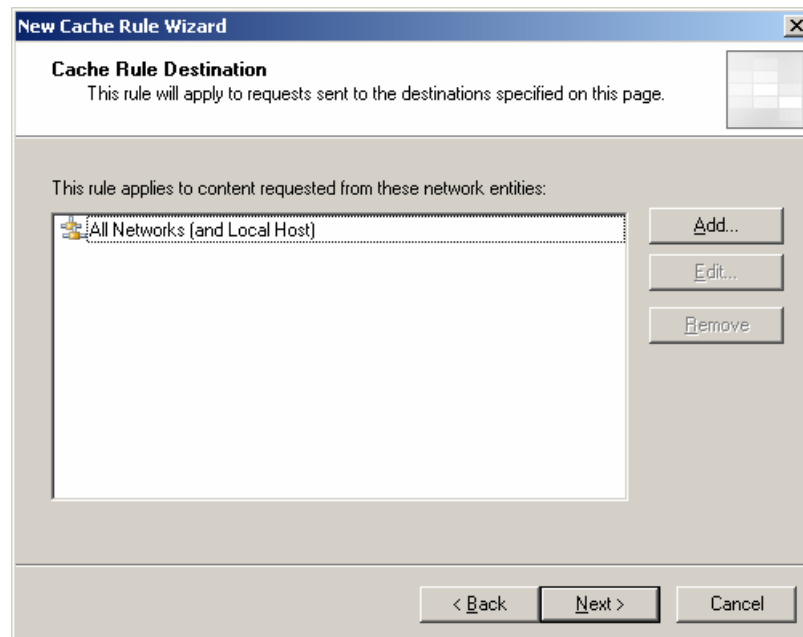 New Cache Rule Wizard
Cache Rule Destination
This rule will apply to requests sent to the destinations specified on this page.
This rule applies to content requested from these network entities:
All Networks (and Local Host)
Add...
Edit...
Remove
< Back
Next >
Cancel